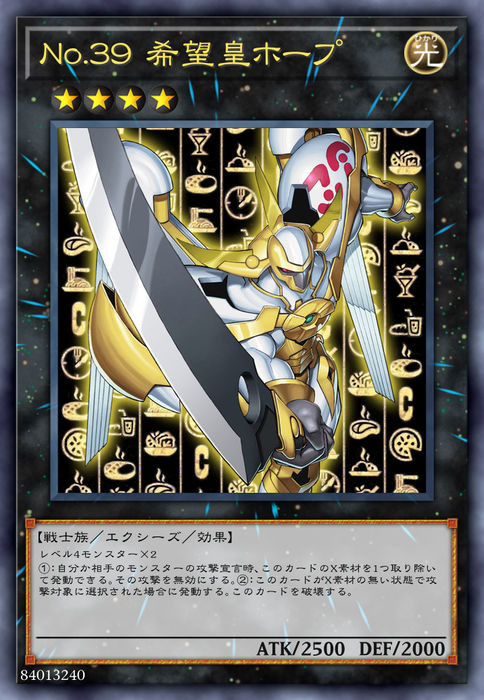 No.39 希望皇ホープ
ひかり
光
【戦士族／エクシーズ／効果】
レベル4モンスター×2
①:自分か相手のモンスターの攻撃宣言時、このカードのX素材を1つ取り除い
て発動できる。その攻撃を無効にする。②:このカードがX素材の無い状態で攻
撃対象に選択された場合に発動する。このカードを破壊する。
ATK/2500 DEF/2000
84013240